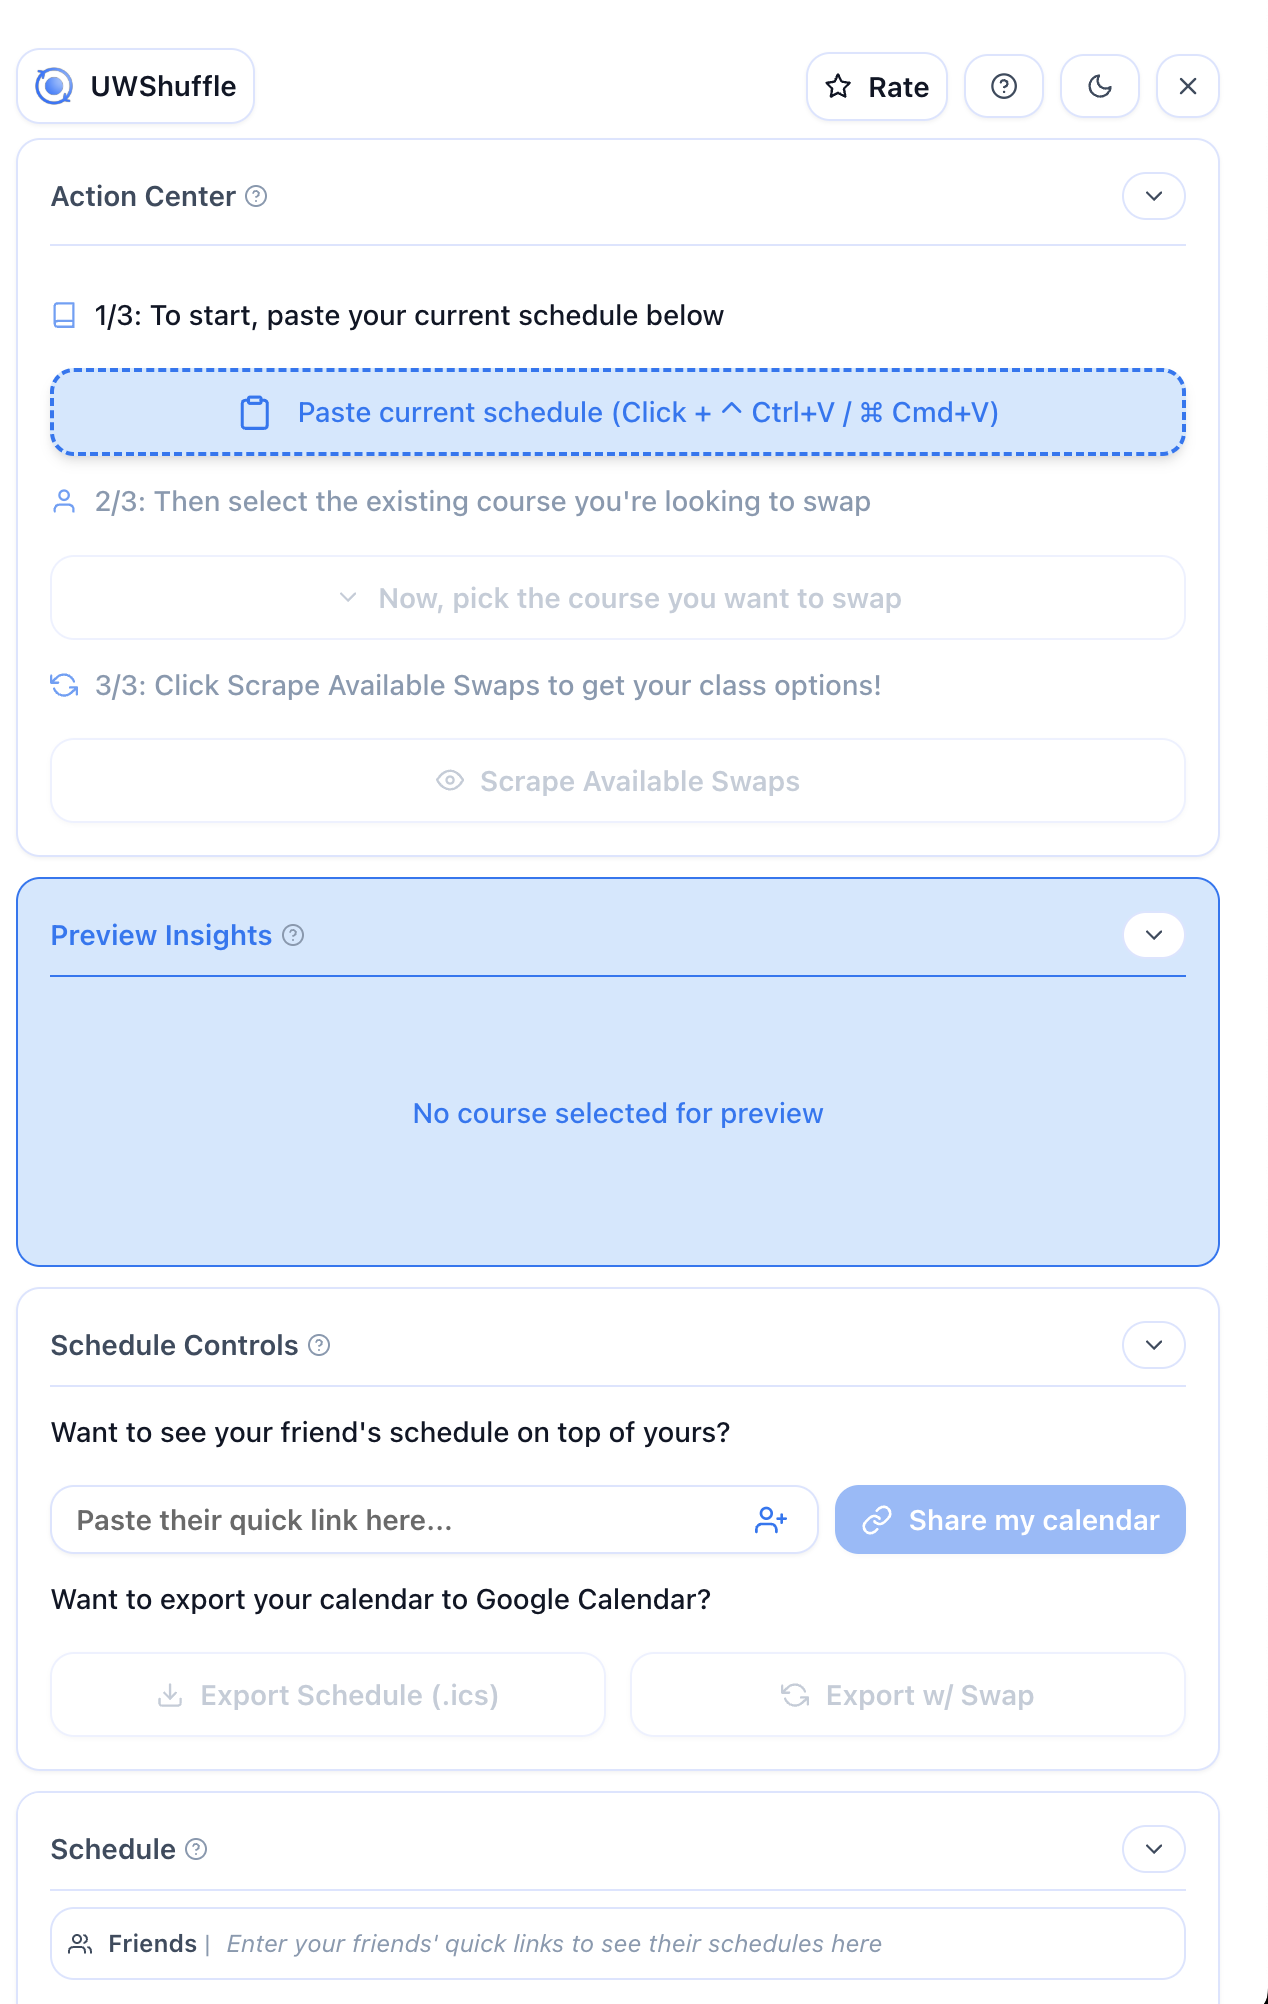 UWShuffle
Rate
Action Center
1/3: To start, paste your current schedule below
Paste current schedule (Click + ^ Ctrl+V / ⌘ Cmd+V)
2/3: Then select the existing course you're looking to swap
Now, pick the course you want to swap
3/3: Click Scrape Available Swaps to get your class options!
Scrape Available Swaps
Preview Insights
No course selected for preview
Schedule Controls
Want to see your friend's schedule on top of yours?
Paste their quick link here...
Share my calendar
Want to export your calendar to Google Calendar?
Export Schedule (.ics)
Export w/ Swap
Schedule
Friends | Enter your friends' quick links to see their schedules here